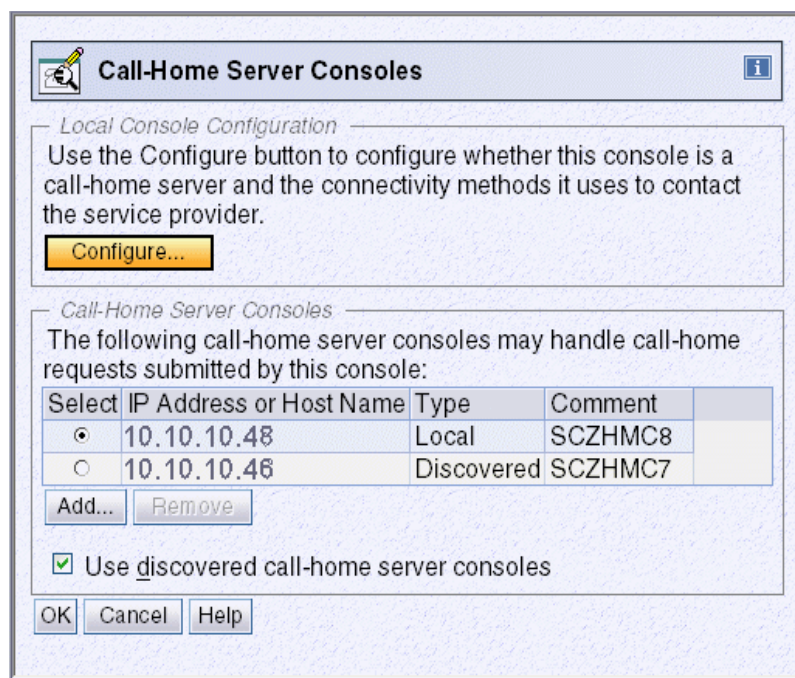 Call-Home Server Consoles
i
Local Console Configuration
Use the Configure button to configure whether this console is a
call-home server and the connectivity methods it uses to contact
the service provider.
Configure...
Call-Home Server Consoles
The following call-home server consoles may handle call-home
requests submitted by this console:
Select IP Address or Host Name Type Comment
10.10.10.48 Local SCZHMC8
10.10.10.46 Discovered SCZHMC7
Add... Remove
Use discovered call-home server consoles
OK Cancel Help